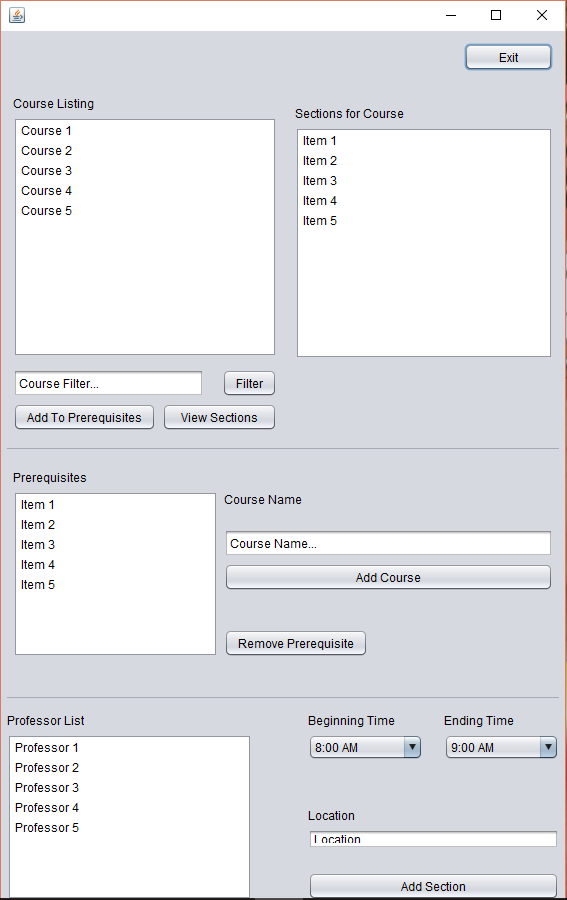 Exit
Course Listing
Course 1
Course 2
Course 3
Course 4
Course 5
Sections for Course
Item 1
Item 2
Item 3
Item 4
Item 5
Course Filter...
Filter
Add To Prerequisites
View Sections
Prerequisites
Item 1
Item 2
Item 3
Item 4
Item 5
Course Name
Course Name...
Add Course
Remove Prerequisite
Professor List
Professor 1
Professor 2
Professor 3
Professor 4
Professor 5
Beginning Time
8:00 AM
Ending Time
9:00 AM
Location
Location
Add Section